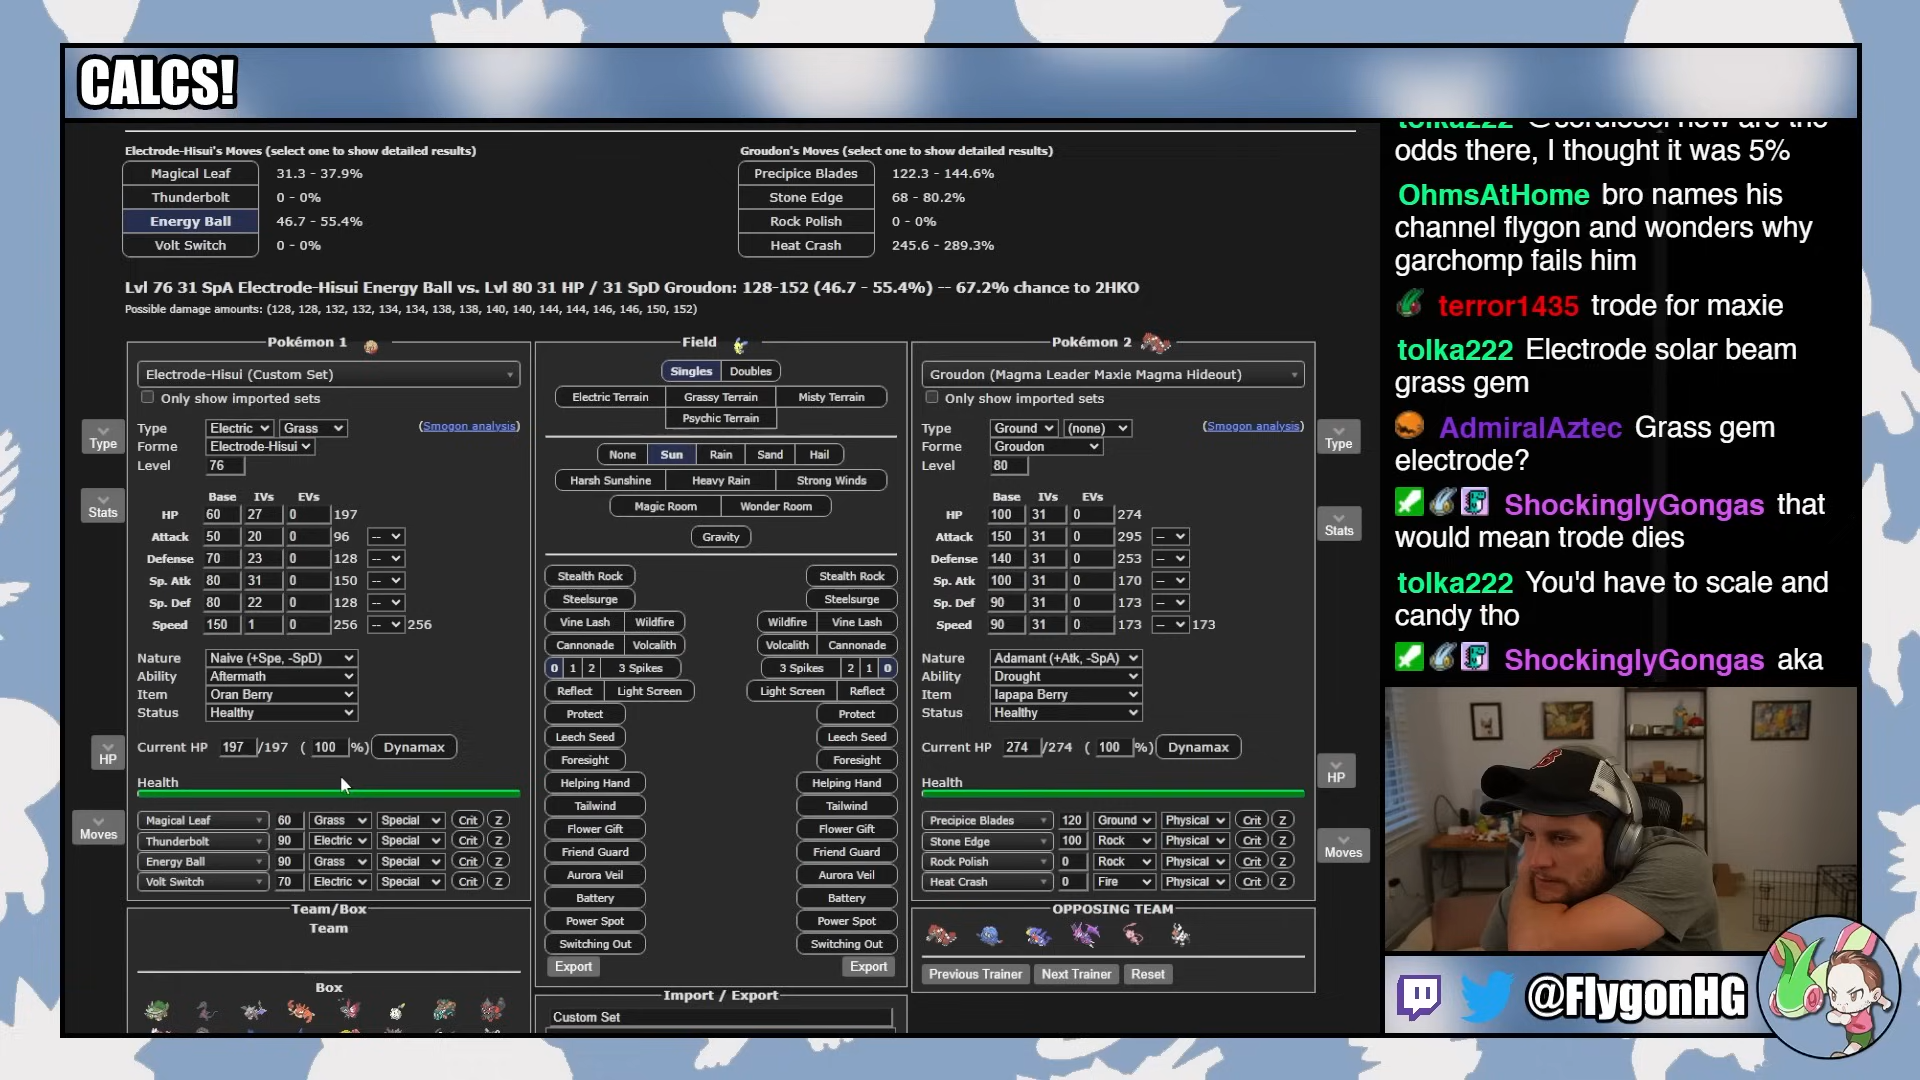 CALCS!
Electrode-Hisui's Moves (select one to show detailed results)
Magical Leaf 31.3 - 37.9%
Thunderbolt 0 - 0%
Energy Ball 46.7 - 55.4%
Volt Switch 0 - 0%
Groudon's Moves (select one to show detailed results)
Precipice Blades 122.3 - 144.6%
Stone Edge 68 - 80.2%
Rock Polish 0 - 0%
Heat Crash 245.6 - 289.3%
Lvl 76 31 SpA Electrode-Hisui Energy Ball vs. Lvl 80 31 HP / 31 SpD Groudon: 128-152 (46.7 - 55.4%) -- 67.2% chance to 2HKO
Possible damage amounts: (128, 128, 132, 132, 134, 134, 138, 138, 140, 140, 144, 144, 146, 146, 150, 152)
Pokémon 1
Electrode-Hisui (Custom Set)
Only show imported sets
Type Electric Grass (Smogon analysis)
Forme Electrode-Hisui
Level 76
Base IVs EVs
HP 60 27 0 197
Attack 50 20 0 96 --
Defense 70 23 0 128 --
Sp. Atk 80 31 0 150 --
Sp. Def 80 22 0 128 --
Speed 150 1 0 256 -- 256
Nature Naive (+Spe, -SpD)
Ability Aftermath
Item Oran Berry
Status Healthy
Current HP 197 /197 ( 100 %) Dynamax
Health
Magical Leaf 60 Grass Special Crit Z
Thunderbolt 90 Electric Special Crit Z
Energy Ball 90 Grass Special Crit Z
Volt Switch 70 Electric Special Crit Z
Type
Stats
HP
Moves
Team/Box
Team
Box
Field
Singles Doubles
Electric Terrain Grassy Terrain Misty Terrain
Psychic Terrain
None Sun Rain Sand Hail
Harsh Sunshine Heavy Rain Strong Winds
Magic Room Wonder Room
Gravity
Stealth Rock Stealth Rock
Steelsurge Steelsurge
Vine Lash Wildfire Wildfire Vine Lash
Cannonade Volcalith Volcalith Cannonade
0 1 2 3 Spikes 3 Spikes 2 1 0
Reflect Light Screen Light Screen Reflect
Protect Protect
Leech Seed Leech Seed
Foresight Foresight
Helping Hand Helping Hand
Tailwind Tailwind
Flower Gift Flower Gift
Friend Guard Friend Guard
Aurora Veil Aurora Veil
Battery Battery
Power Spot Power Spot
Switching Out Switching Out
Export Export
Import / Export
Custom Set
Pokémon 2
Groudon (Magma Leader Maxie Magma Hideout)
Only show imported sets
Type Ground (none) (Smogon analysis)
Forme Groudon
Level 80
Base IVs EVs
HP 100 31 0 274
Attack 150 31 0 295 --
Defense 140 31 0 253 --
Sp. Atk 100 31 0 170 --
Sp. Def 90 31 0 173 --
Speed 90 31 0 173 -- 173
Nature Adamant (+Atk, -SpA)
Ability Drought
Item Iapapa Berry
Status Healthy
Current HP 274 /274 ( 100 %) Dynamax
Health
Precipice Blades 120 Ground Physical Crit Z
Stone Edge 100 Rock Physical Crit Z
Rock Polish 0 Rock Physical Crit Z
Heat Crash 0 Fire Physical Crit Z
Type
Stats
HP
Moves
OPPOSING TEAM
Previous Trainer Next Trainer Reset
odds there, I thought it was 5%
OhmsAtHome bro names his
channel flygon and wonders why
garchomp fails him
terror1435 trode for maxie
tolka222 Electrode solar beam
grass gem
AdmiralAztec Grass gem
electrode?
ShockinglyGongas that
would mean trode dies
tolka222 You'd have to scale and
candy tho
ShockinglyGongas aka
@FlygonHG